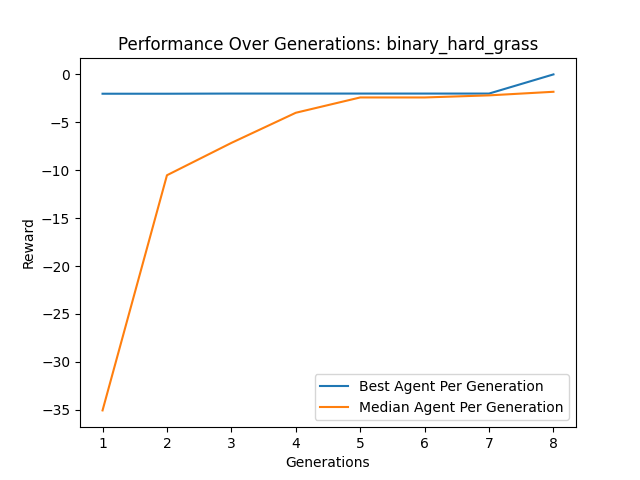 Performance Over Generations: binary_hard_grass
0
−5
−10
−15
−20
−25
−30
−35
Reward
1 2 3 4 5 6 7 8
Generations
Best Agent Per Generation
Median Agent Per Generation